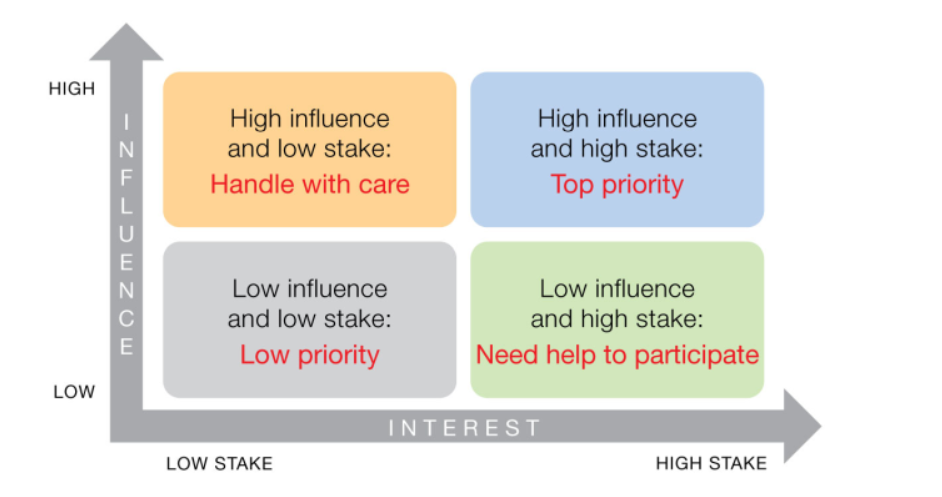 HIGH
INFLUENCE
High influence
and low stake:
Handle with care
High influence
and high stake:
Top priority
Low influence
and low stake:
Low priority
Low influence
and high stake:
Need help to participate
LOW
INTEREST
LOW STAKE
HIGH STAKE